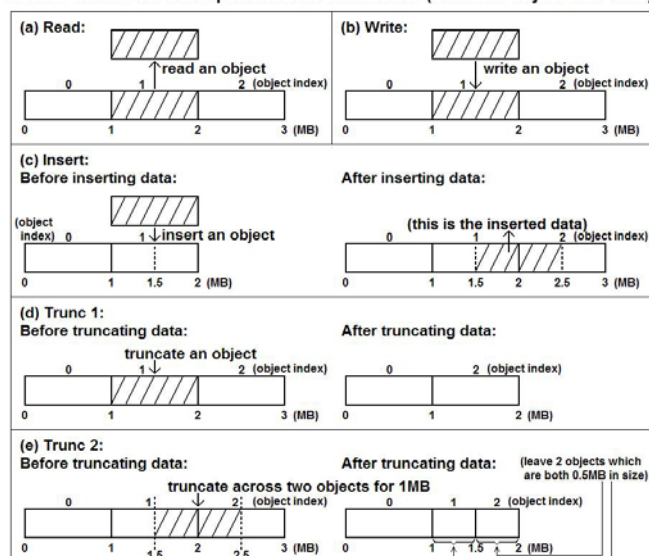 (a) Read:
read an object
0 1 2 (object index)
0 1 2 3 (MB)
(b) Write:
write an object
0 1 2 (object index)
0 1 2 3 (MB)
(c) Insert:
Before inserting data:
(object
index) 0 1 insert an object
0 1 1.5 2 (MB)
After inserting data:
(this is the inserted data)
0 1 2 (object index)
0 1 1.5 2 2.5 3 (MB)
(d) Trunc 1:
Before truncating data:
truncate an object
0 1 2 (object index)
0 1 2 3 (MB)
After truncating data:
0 2 (object index)
0 1 2 (MB)
(e) Trunc 2:
Before truncating data:
truncate across two objects for 1MB
0 1 2 (object index)
0 1 1.5 2 2.5 3 (MB)
After truncating data:
(leave 2 objects which
are both 0.5MB in size)
0 1 2 (object index)
0 1 1.5 2 (MB)